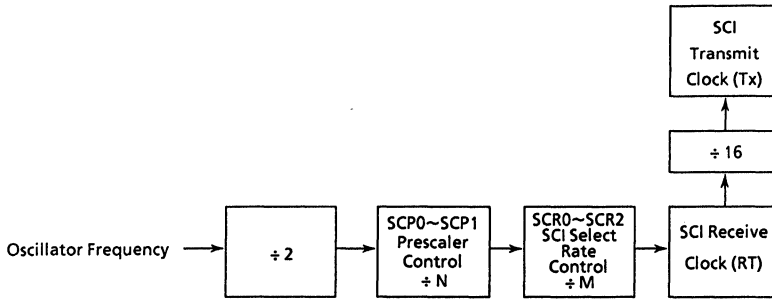 SCI
Transmit
Clock (Tx)
÷ 16
Oscillator Frequency
÷ 2
SCP0~SCP1
Prescaler
Control
÷ N
SCR0~SCR2
SCI Select
Rate
Control
÷ M
SCI Receive
Clock (RT)